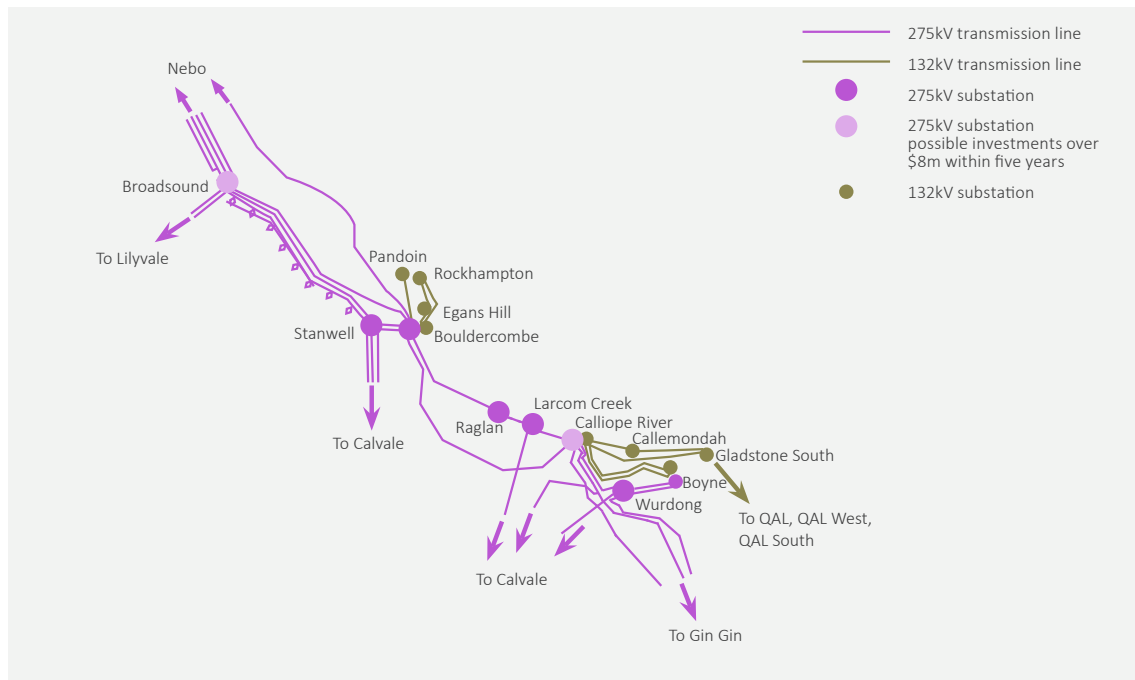 275kV transmission line
132kV transmission line
275kV substation
275kV substation
possible investments over
$8m within five years
132kV substation
Nebo
Broadsound
To Lilyvale
Pandoin
Rockhampton
Egans Hill
Stanwell
Bouldercombe
Larcom Creek
Raglan
Calliope River
Callemondah
To Calvale
Gladstone South
Boyne
Wurdong
To QAL, QAL West,
QAL South
To Calvale
To Gin Gin